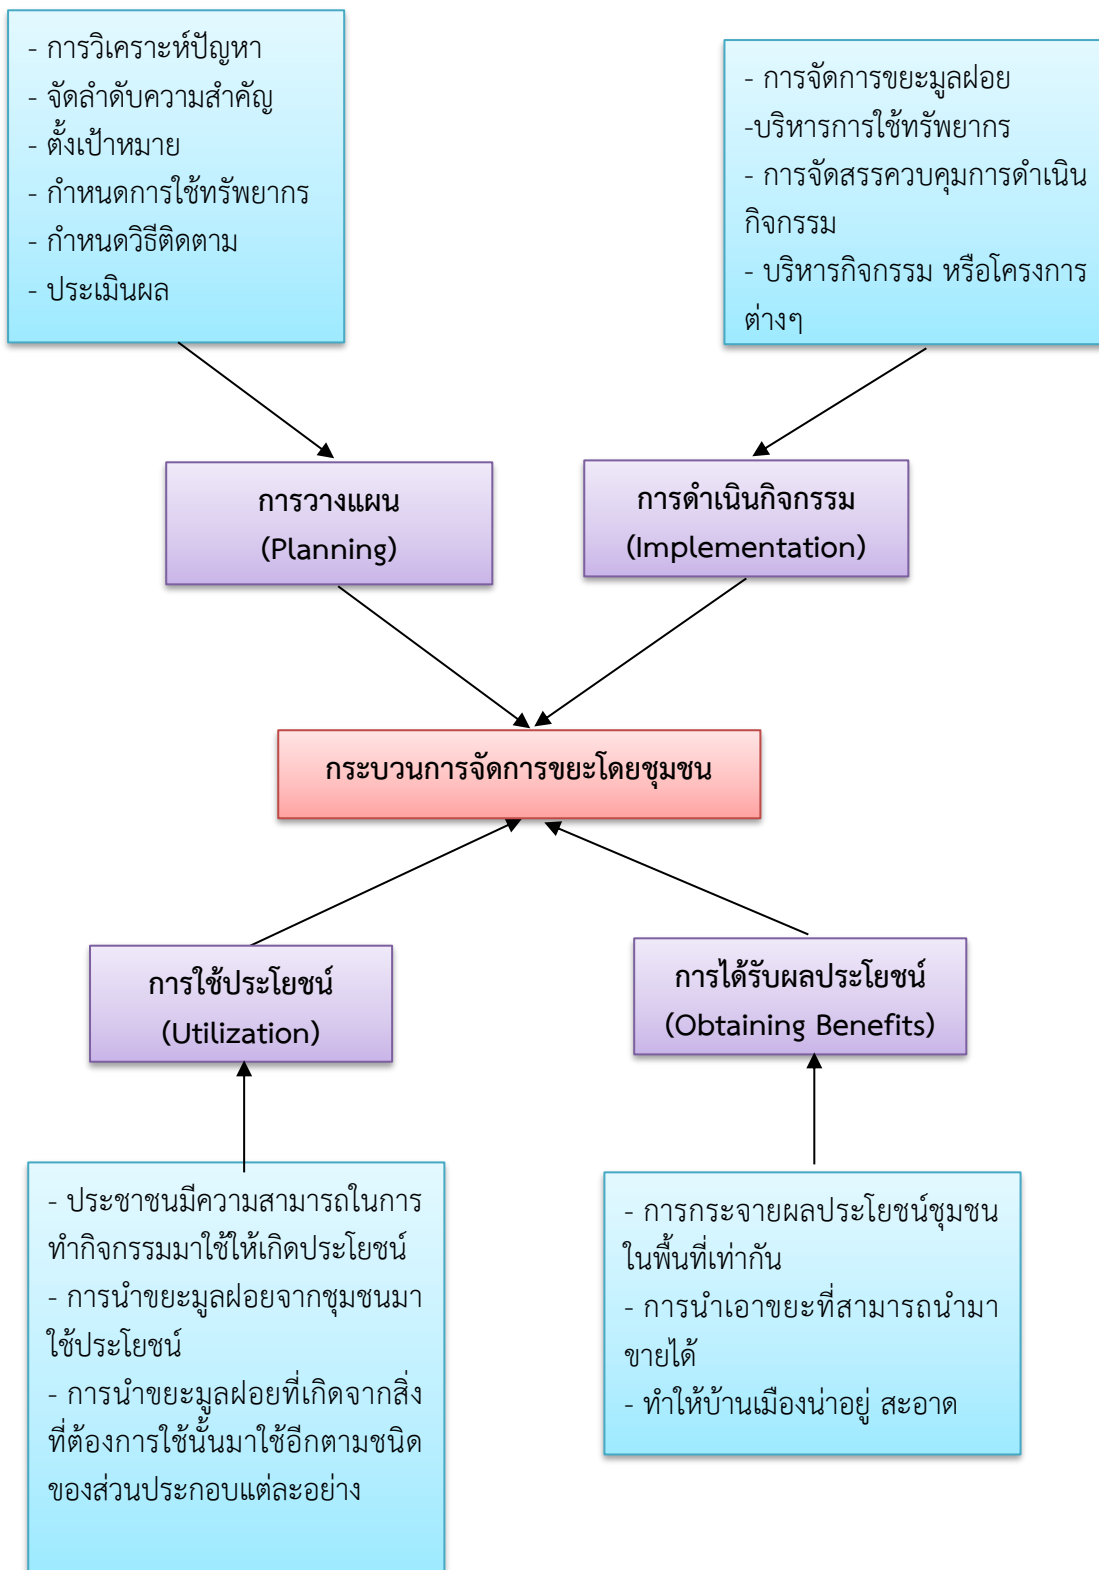 - การวิเคราะห์ปัญหา
- จัดลำดับความสำคัญ
- ตั้งเป้าหมาย
- กำหนดการใช้ทรัพยากร
- กำหนดวิธีติดตาม
- ประเมินผล
- การจัดการขยะมูลฝอย
-บริหารการใช้ทรัพยากร
- การจัดสรรควบคุมการดำเนิน
กิจกรรม
- บริหารกิจกรรม หรือโครงการ
ต่างๆ
การวางแผน
(Planning)
การดำเนินกิจกรรม
(Implementation)
กระบวนการจัดการขยะโดยชุมชน
การใช้ประโยชน์
(Utilization)
การได้รับผลประโยชน์
(Obtaining Benefits)
- ประชาชนมีความสามารถในการ
ทำกิจกรรมมาใช้ให้เกิดประโยชน์
- การนำขยะมูลฝอยจากชุมชนมา
ใช้ประโยชน์
- การนำขยะมูลฝอยที่เกิดจากสิ่ง
ที่ต้องการใช้นั้นมาใช้อีกตามชนิด
ของส่วนประกอบแต่ละอย่าง
- การกระจายผลประโยชน์ชุมชน
ในพื้นที่เท่ากัน
- การนำเอาขยะที่สามารถนำมา
ขายได้
- ทำให้บ้านเมืองน่าอยู่ สะอาด